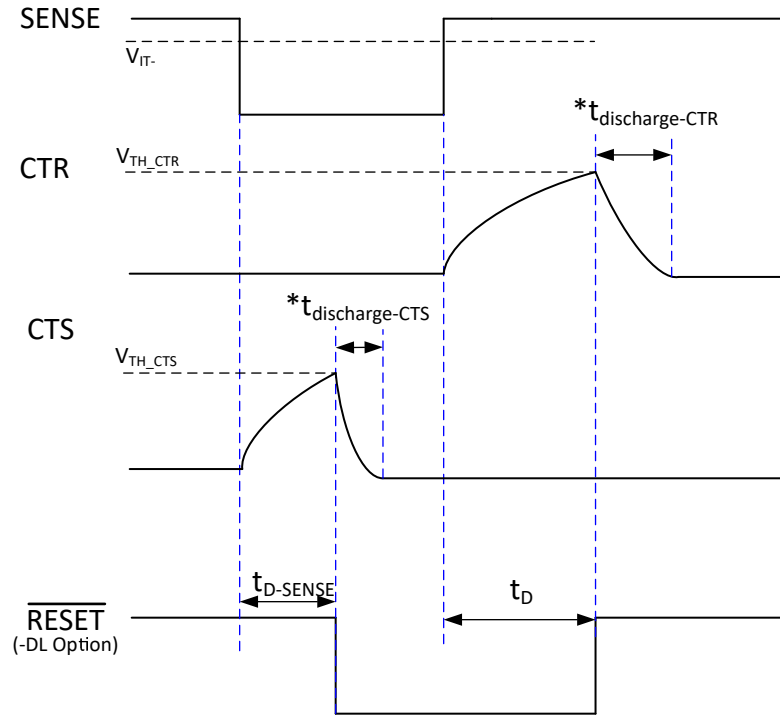 SENSE
VIT-
*tdischarge-CTR
VTH_CTR
CTR
*tdischarge-CTS
CTS
VTH_CTS
tD-SENSE
tD
RESET
(-DL Option)